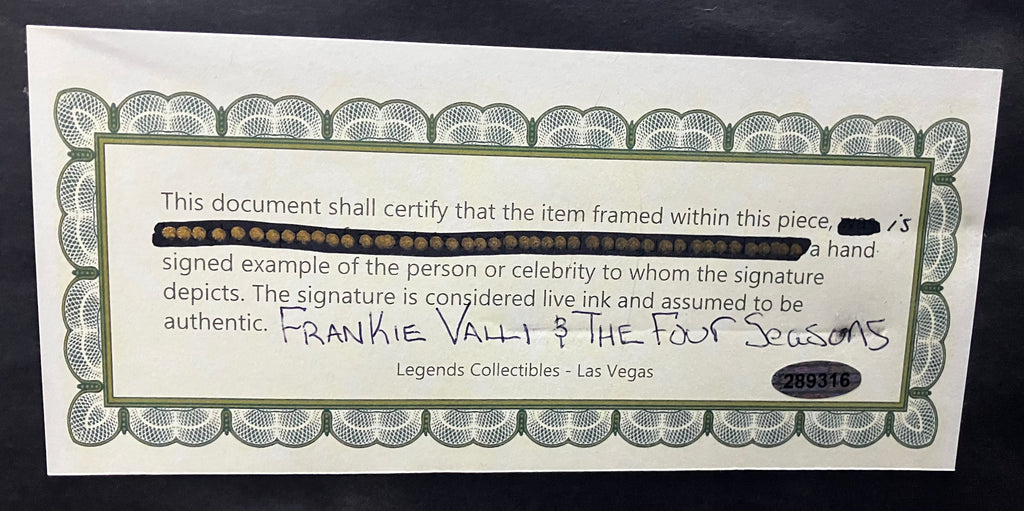 This document shall certify that the item framed within this piece, is
a hand
signed example of the person or celebrity to whom the signature
depicts. The signature is considered live ink and assumed to be
authentic. FRANKIE VALLI & THE FOUR SEASONS
Legends Collectibles - Las Vegas
289316